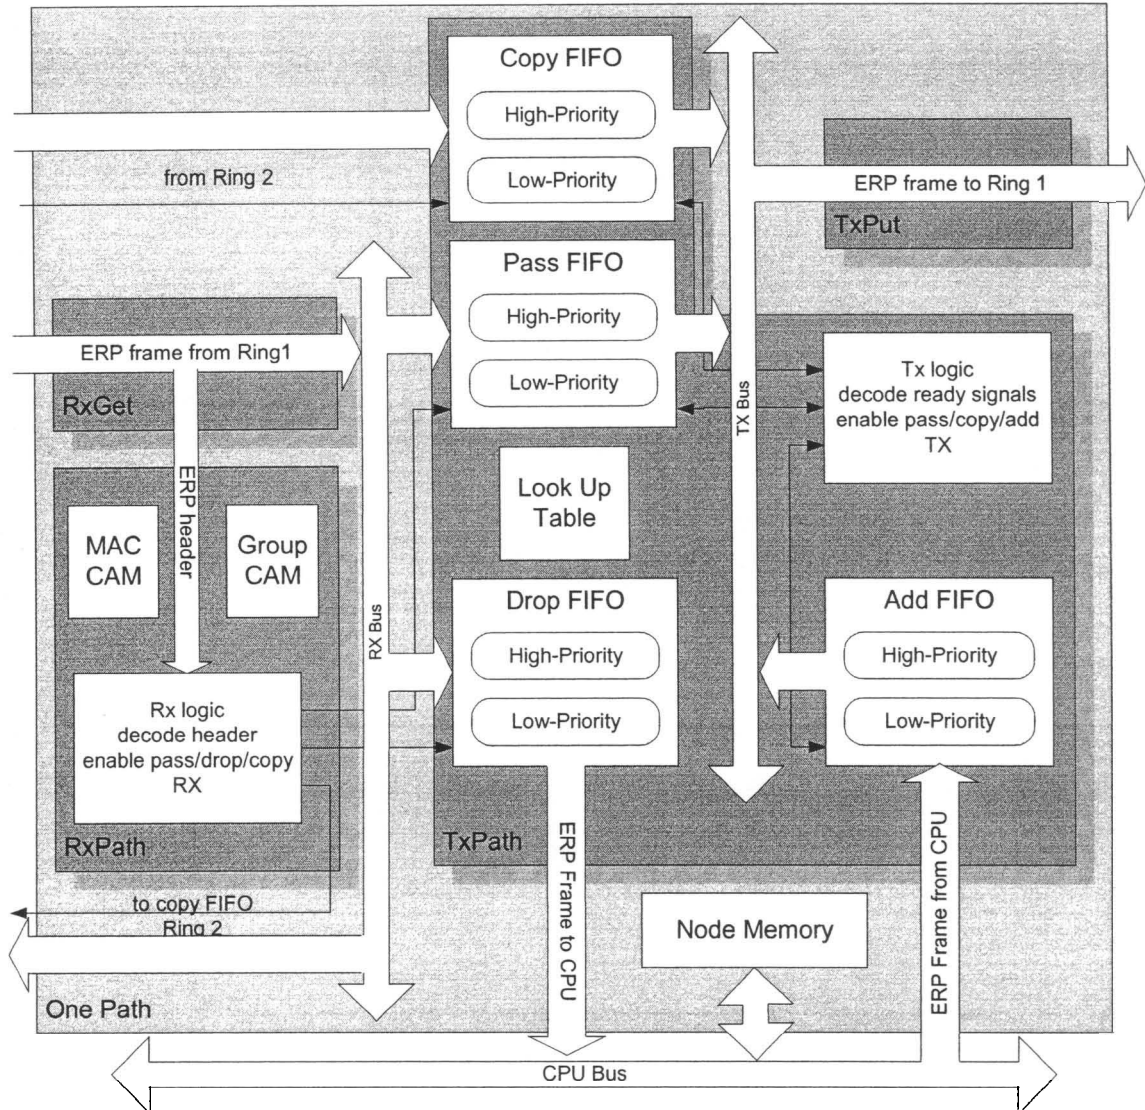 Copy FIFO
High-Priority
Low-Priority
from Ring 2
ERP frame to Ring 1
TxPut
Pass FIFO
High-Priority
Low-Priority
ERP frame from Ring1
RxGet
TX Bus
Tx logic
decode ready signals
enable pass/copy/add
TX
ERP header
MAC
CAM
Group
CAM
Look Up
Table
RX Bus
Drop FIFO
High-Priority
Low-Priority
Add FIFO
High-Priority
Low-Priority
Rx logic
decode header
enable pass/drop/copy
RX
RxPath
TxPath
ERP Frame to CPU
ERP Frame from CPU
to copy FIFO
Ring 2
Node Memory
One Path
CPU Bus